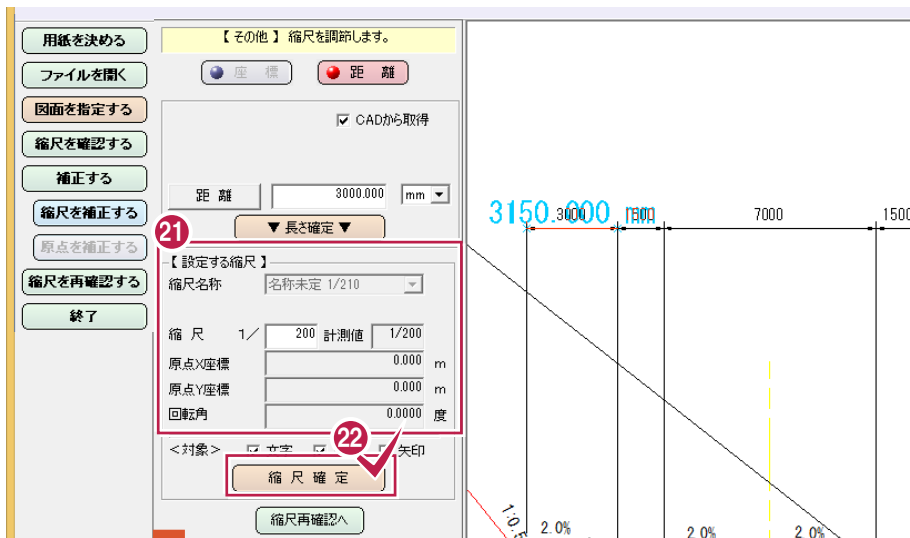 用紙を決める
ファイルを開く
図面を指定する
縮尺を確認する
補正する
縮尺を補正する
原点を補正する
縮尺を再確認する
終了
【 その他 】 縮尺を調節します。
座 標
距 離
CADから取得
距 離 3000.000 mm
▼ 長さ確定 ▼
21
【 設定する縮尺 】
縮尺名称 名称未定 1/210
縮 尺 1/ 200 計測値 1/200
原点X座標 0.000 m
原点Y座標 0.000 m
回転角 0.0000 度
22
<対象> 文字 矢印
縮 尺 確 定
縮尺再確認へ
3150.000 mm
3000
7000
1500
2.0%
2.0%
2.0%